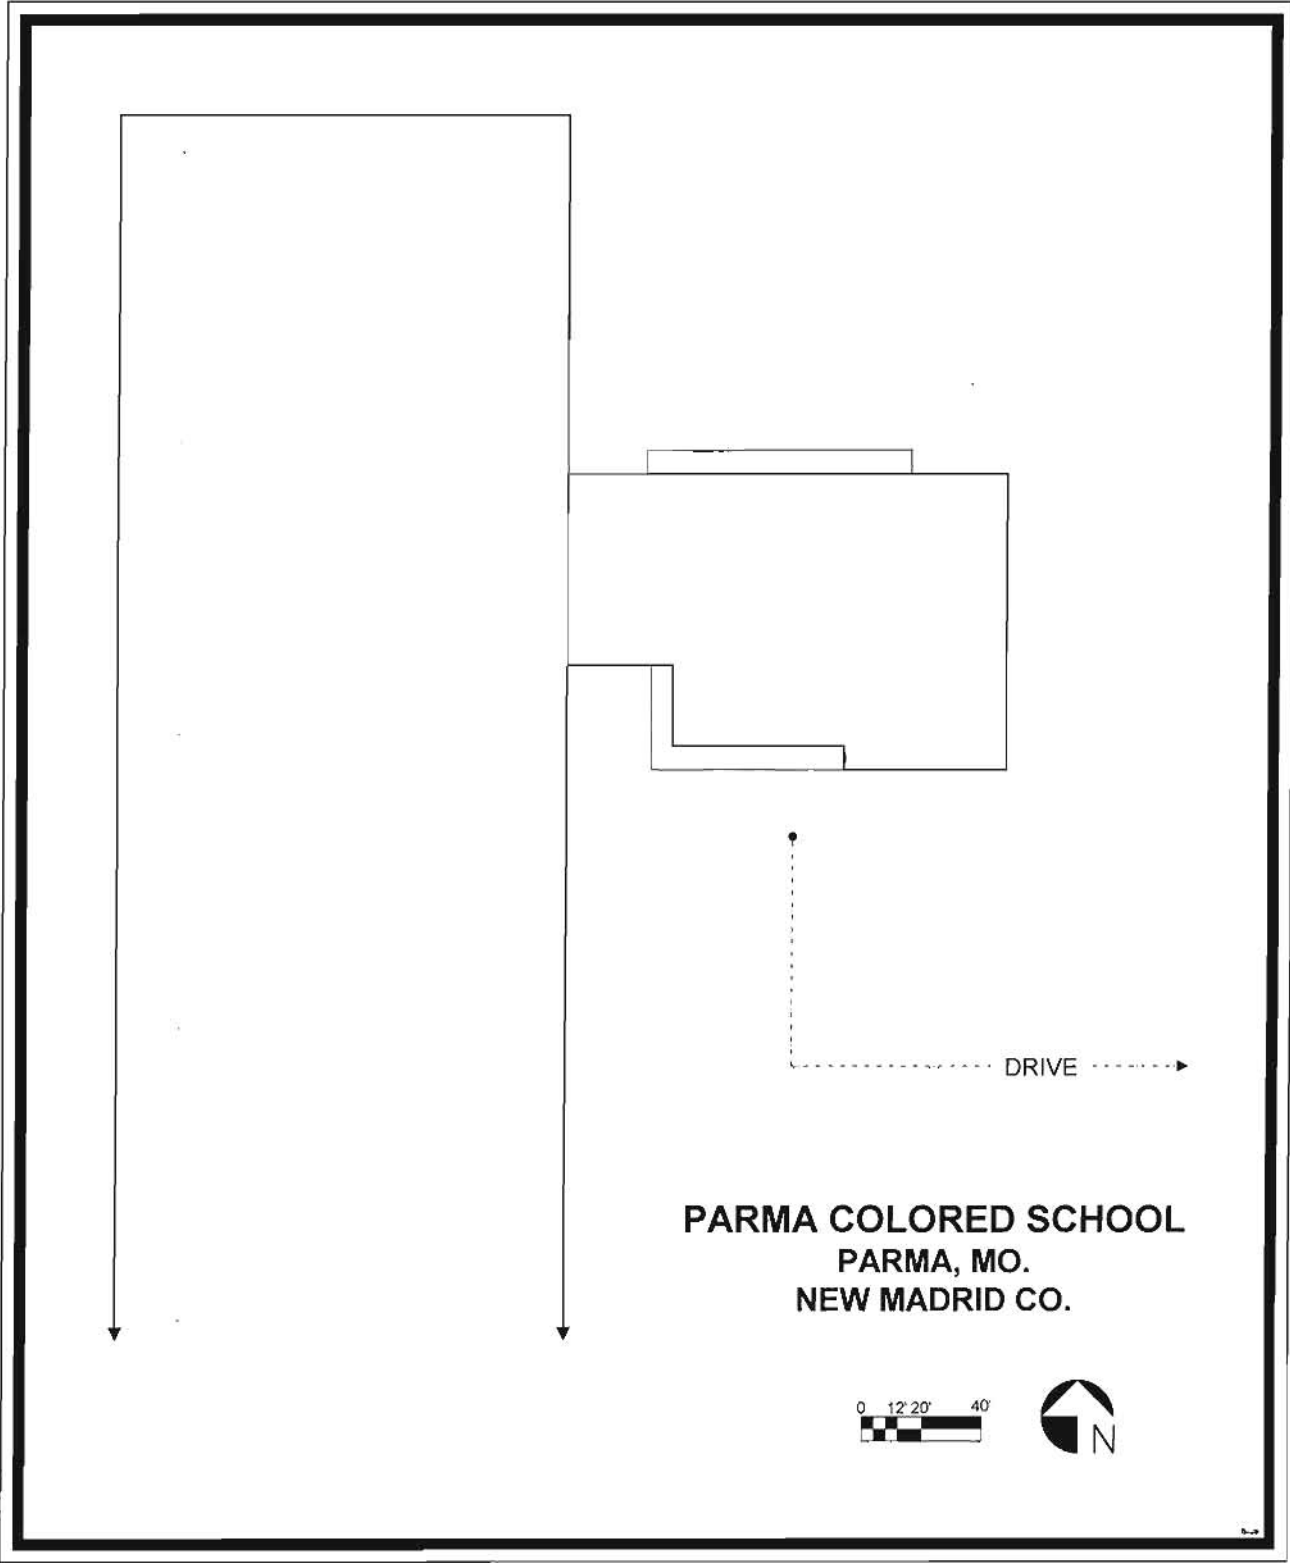 DRIVE
PARMA COLORED SCHOOL
PARMA, MO.
NEW MADRID CO.
0 12' 20' 40'
N